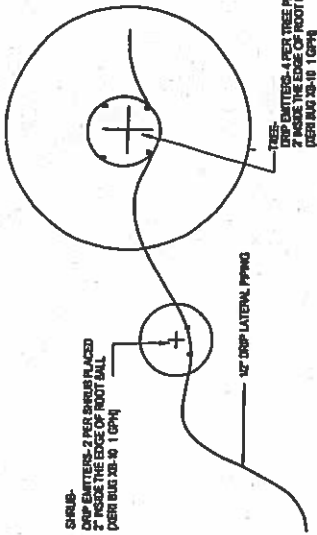 SHRUB-
DRIP EMITTERS- 2 PER SHRUB PLACED
2" INSIDE THE EDGE OF ROOT BALL
(XERI BUG XB-10 1 GPH)
1/2" DRIP LATERAL PIPING
TREE-
DRIP EMITTERS-4 PER TREE
2" INSIDE THE EDGE OF ROOT
(XERI BUG XB-10 1 GPH)